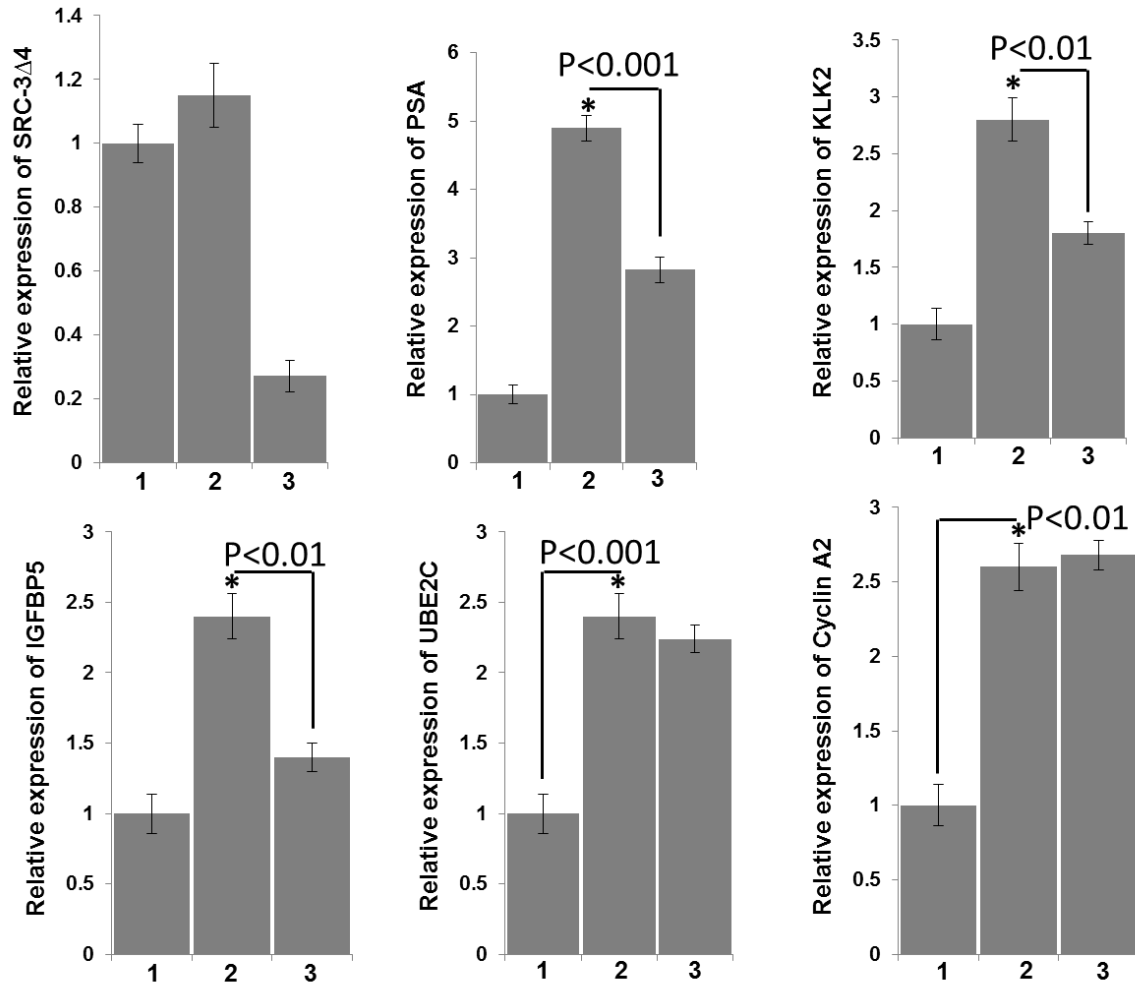 Relative expression of SRC-3Δ4
1.4
1.2
1
0.8
0.6
0.4
0.2
0
1 2 3
Relative expression of PSA
6
5
4
3
2
1
0
P<0.001
*
1 2 3
Relative expression of KLK2
3.5
3
2.5
2
1.5
1
0.5
0
P<0.01
*
1 2 3
Relative expression of IGFBP5
3
2.5
2
1.5
1
0.5
0
P<0.01
*
1 2 3
Relative expression of UBE2C
3
2.5
2
1.5
1
0.5
0
P<0.001
*
1 2 3
Relative expression of Cyclin A2
3
2.5
2
1.5
1
0.5
0
P<0.01
*
1 2 3